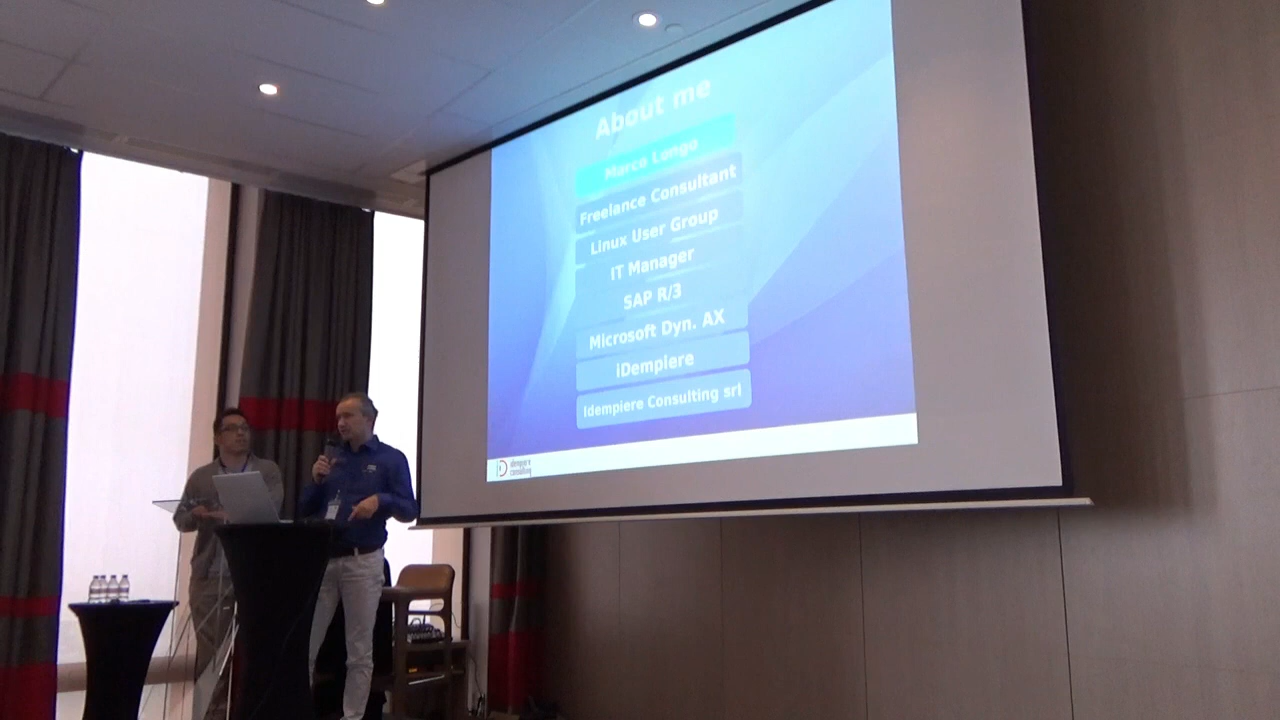 About me
Marco Longo
Freelance Consultant
Linux User Group
IT Manager
SAP R/3
Microsoft Dyn. AX
iDempiere
Idempiere Consulting srl